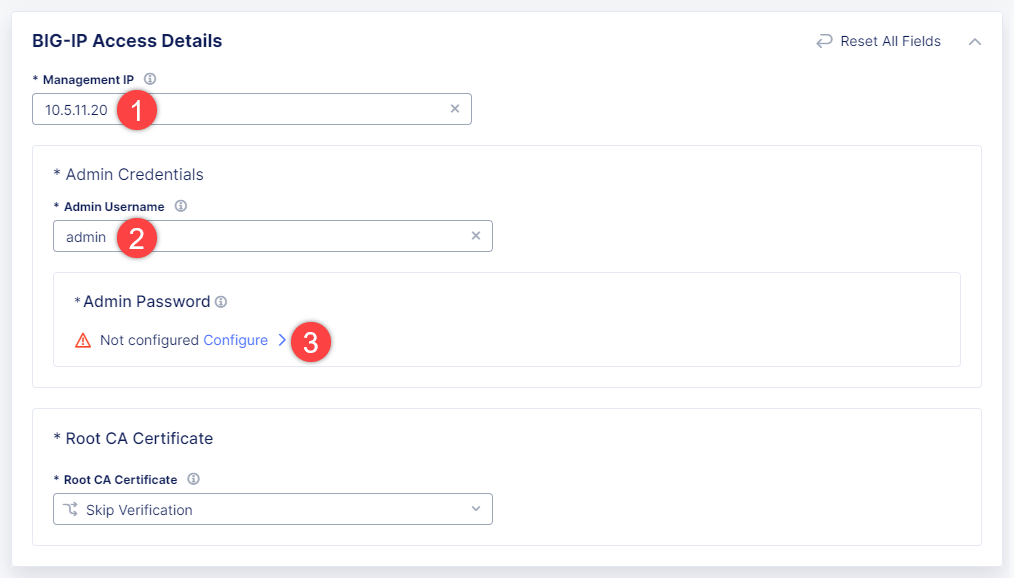 BIG-IP Access Details
Reset All Fields
* Management IP
10.5.11.20
1
* Admin Credentials
* Admin Username
admin
2
* Admin Password
Not configured Configure
3
* Root CA Certificate
* Root CA Certificate
Skip Verification